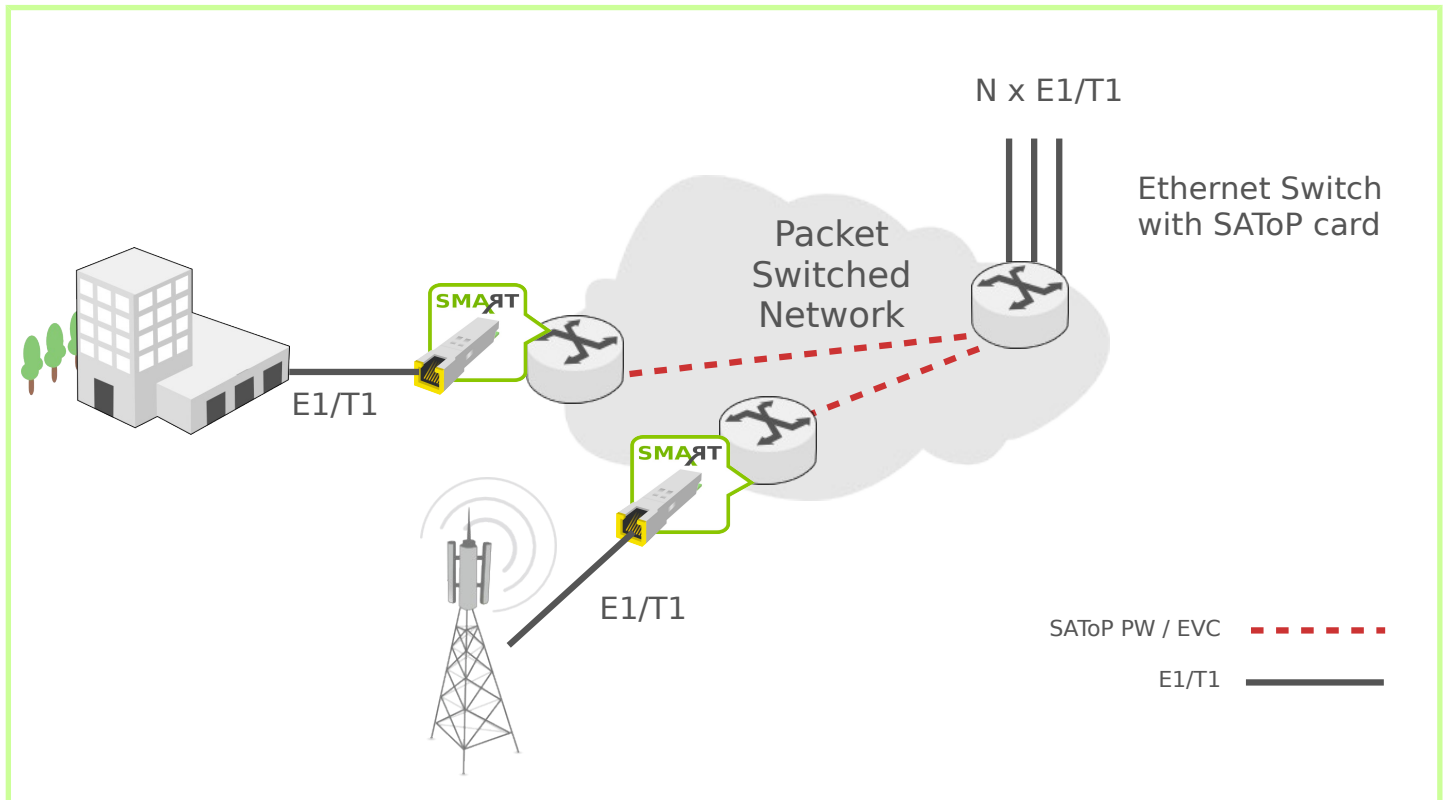 N x E1/T1
Ethernet Switch
with SAToP card
Packet
Switched
Network
SMART
E1/T1
SMART
E1/T1
SAToP PW / EVC
E1/T1